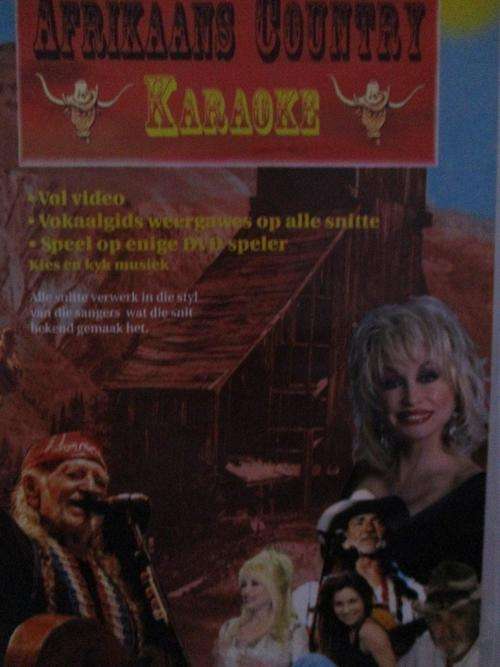 AFRIKAANS COUNTRY
KARAOKE
• Vol video
• Vokaalgids weergawes op alle snitte
• Speel op enige DVD speler
Kies en kyk musiek
Alle snitte verwerk in die styl
van die sangers wat die snit
bekend gemaak het.